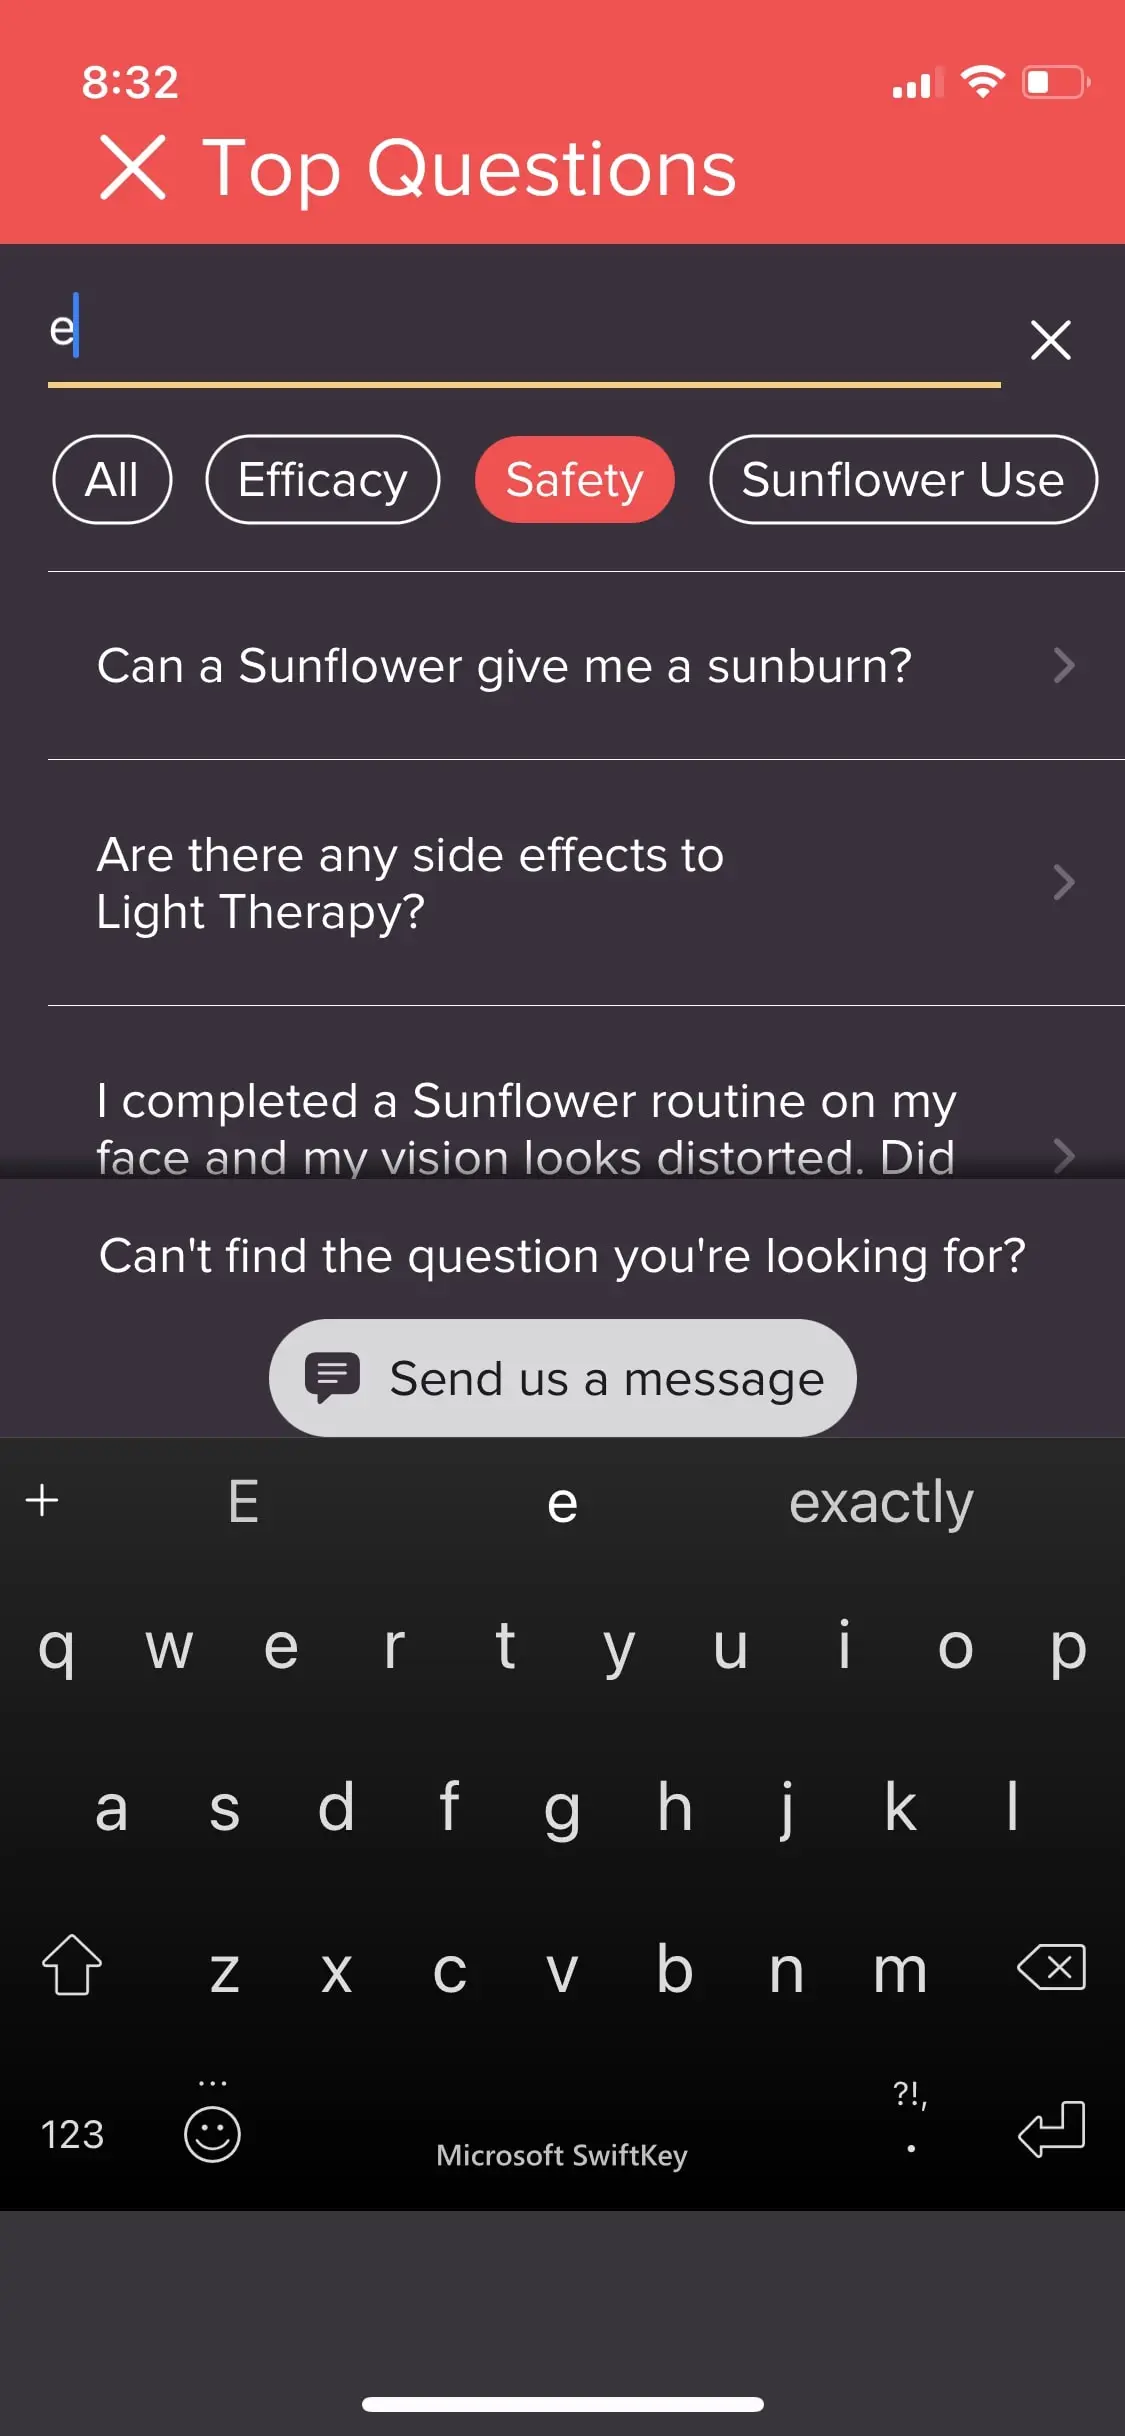 8:32
Top Questions
e
All Efficacy Safety Sunflower Use
Can a Sunflower give me a sunburn?
Are there any side effects to
Light Therapy?
I completed a Sunflower routine on my
face and my vision looks distorted. Did
Can't find the question you're looking for?
Send us a message
E e exactly
q w e r t y u i o p
a s d f g h j k l
z x c v b n m
123 Microsoft SwiftKey ?!, .